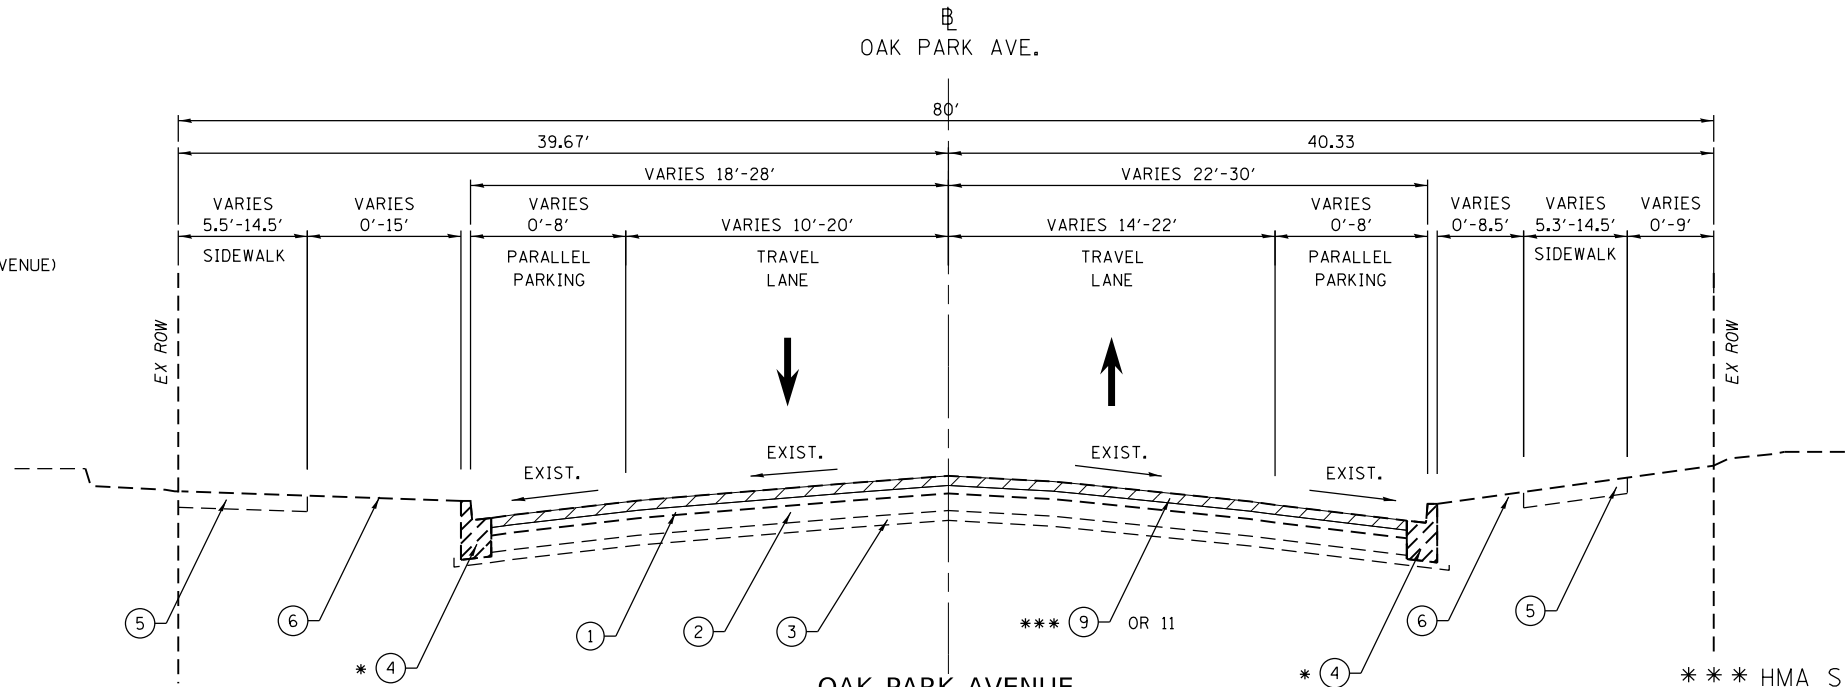 ℄
OAK PARK AVE.
80'
39.67'
40.33
VARIES 18'-28'
VARIES 22'-30'
VARIES
5.5'-14.5'
SIDEWALK
VARIES
0'-15'
VARIES
0'-8'
PARALLEL
PARKING
VARIES 10'-20'
TRAVEL
LANE
VARIES 14'-22'
TRAVEL
LANE
VARIES
0'-8'
PARALLEL
PARKING
VARIES
0'-8.5'
VARIES
5.3'-14.5'
SIDEWALK
VARIES
0'-9'
VENUE)
EX ROW
EX ROW
EXIST.
EXIST.
EXIST.
EXIST.
5
6
* 4
1
2
3
*** 9 OR 11
* 4
6
5
OAK PARK AVENUE
*** HMA S